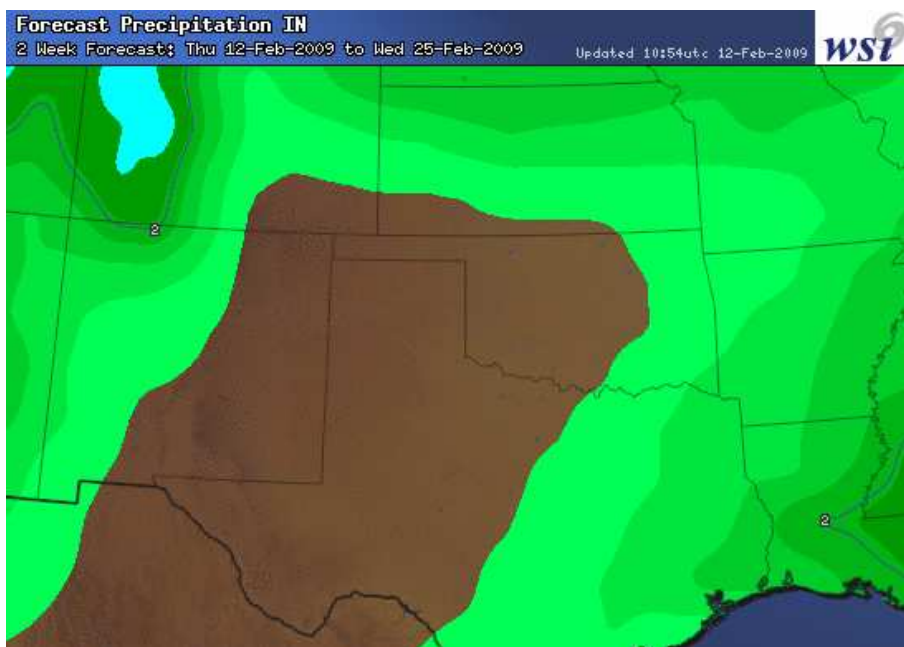 Forecast Precipitation IN
2 Week Forecast: Thu 12-Feb-2009 to Wed 25-Feb-2009
Updated 10:54utc 12-Feb-2009
WSI
2
2